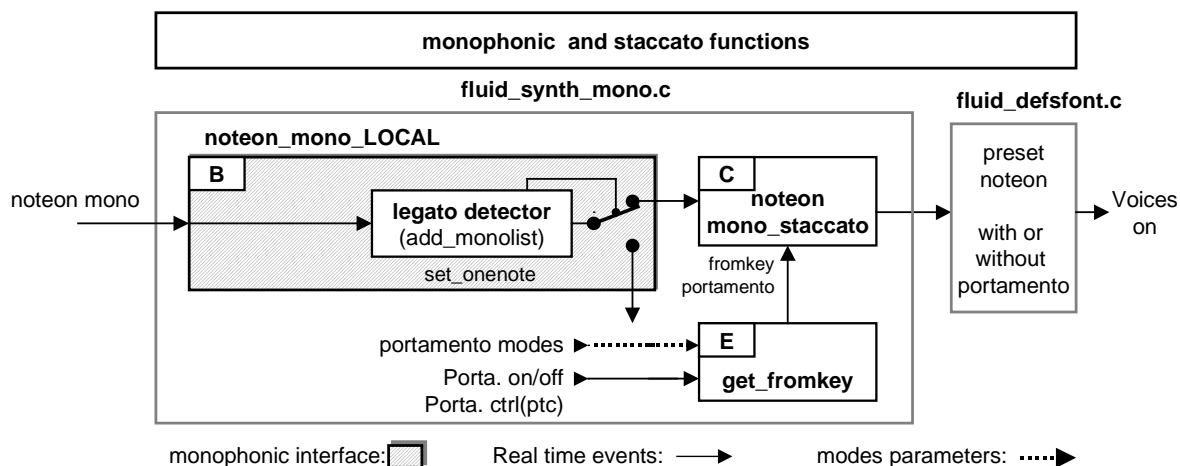 monophonic and staccato functions
fluid_synth_mono.c
fluid_defsfont.c
noteon_mono_LOCAL
B
noteon mono
legato detector
(add_monolist)
set_onenote
C
noteon
mono_staccato
fromkey
portamento
preset
noteon
with or
without
portamento
Voices
on
portamento modes
Porta. on/off
Porta. ctrl(ptc)
E
get_fromkey
monophonic interface:
Real time events:
modes parameters: